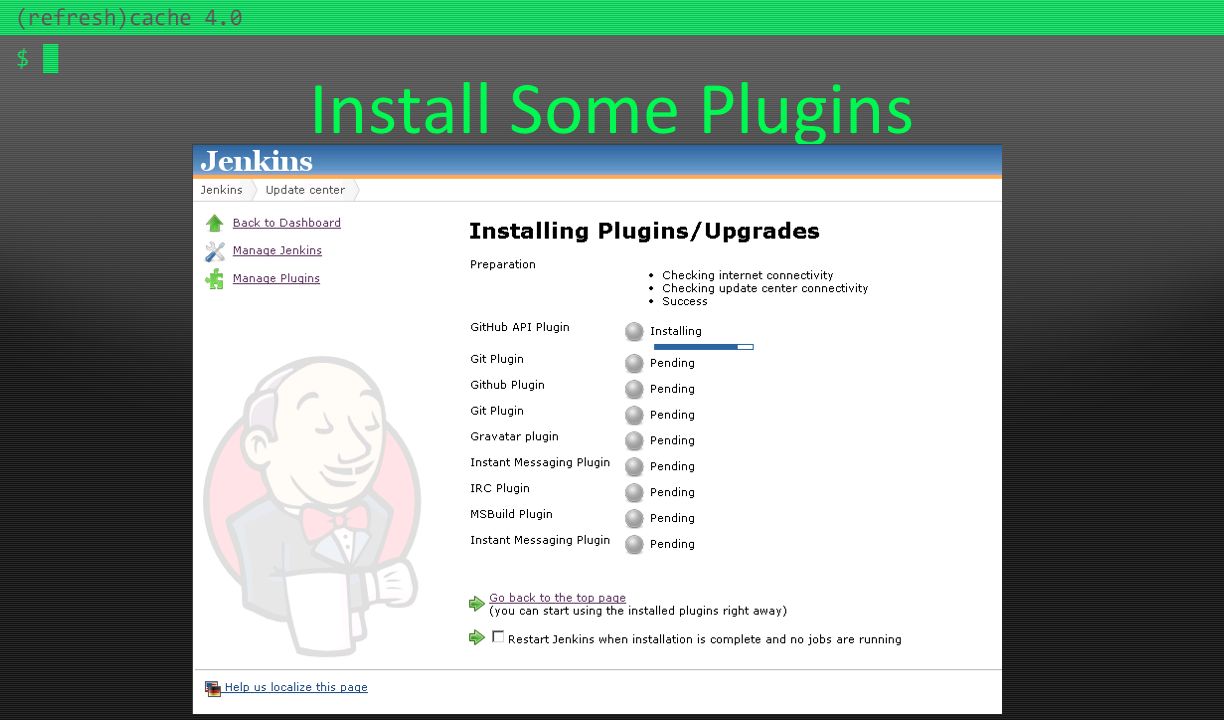 (refresh)cache 4.0
$
Install Some Plugins
Jenkins
Jenkins Update center
Back to Dashboard
Manage Jenkins
Manage Plugins
Installing Plugins/Upgrades
Preparation
Checking internet connectivity
Checking update center connectivity
Success
GitHub API Plugin Installing
Git Plugin Pending
Github Plugin Pending
Git Plugin Pending
Gravatar plugin Pending
Instant Messaging Plugin Pending
IRC Plugin Pending
MSBuild Plugin Pending
Instant Messaging Plugin Pending
Go back to the top page
(you can start using the installed plugins right away)
Restart Jenkins when installation is complete and no jobs are running
Help us localize this page